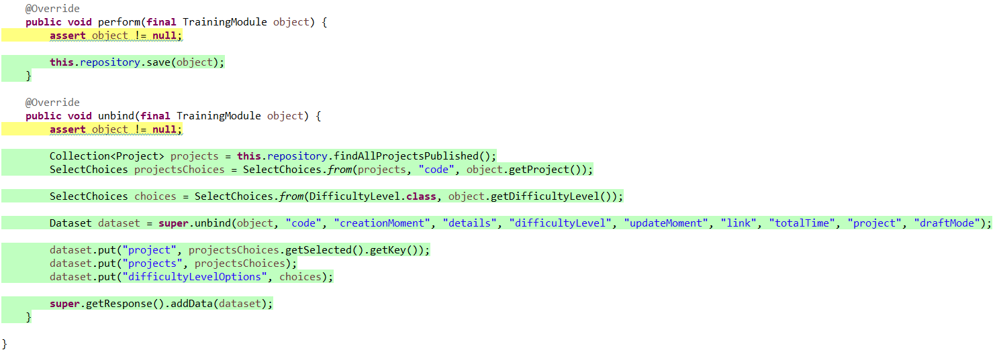 @Override
public void perform(final TrainingModule object) {
assert object != null;
this.repository.save(object);
}
@Override
public void unbind(final TrainingModule object) {
assert object != null;
Collection<Project> projects = this.repository.findAllProjectsPublished();
SelectChoices projectsChoices = SelectChoices.from(projects, "code", object.getProject());
SelectChoices choices = SelectChoices.from(DifficultyLevel.class, object.getDifficultyLevel());
Dataset dataset = super.unbind(object, "code", "creationMoment", "details", "difficultyLevel", "updateMoment", "link", "totalTime", "project", "draftMode");
dataset.put("project", projectsChoices.getSelected().getKey());
dataset.put("projects", projectsChoices);
dataset.put("difficultyLevelOptions", choices);
super.getResponse().addData(dataset);
}
}